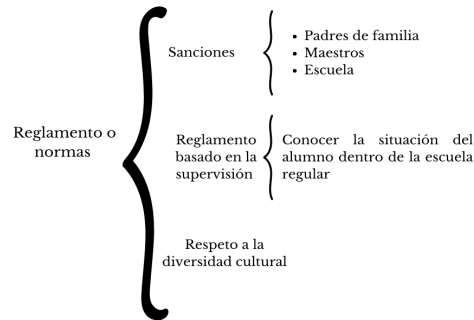 Reglamento o
normas
Sanciones
• Padres de familia
• Maestros
• Escuela
Reglamento
basado en la
supervisión
Conocer la situación del
alumno dentro de la escuela
regular
Respeto a la
diversidad cultural